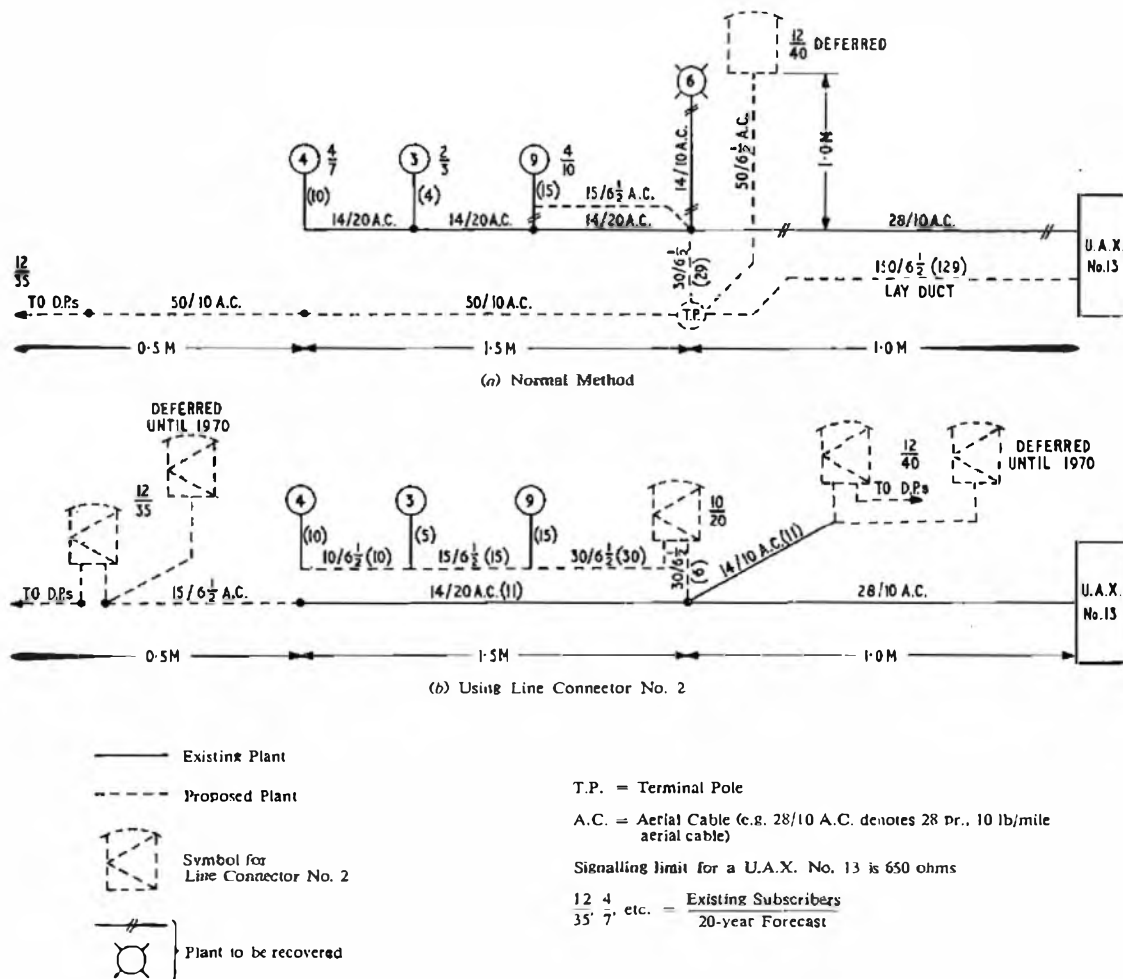 12/40 DEFERRED
6
14/10 A.C.
50/6½ A.C.
1·0 M
4 4/7
3 2/5
9 4/10
(10)
(4)
(15)
15/6½ A.C.
14/20 A.C.
14/20 A.C.
14/20 A.C.
28/10 A.C.
U.A.X.
No.13
30/6½
(29)
150/6½ (129)
LAY DUCT
12/35
TO D.P.s
50/10 A.C.
50/10 A.C.
T.P.
0·5 M
1·5 M
1·0 M
(a) Normal Method
DEFERRED
UNTIL 1970
12/35
4
3
9
10/20
12/40
DEFERRED
UNTIL 1970
TO D.P.s
(10)
(5)
(15)
10/6½ (10)
15/6½ (15)
30/6½ (30)
30/6½
(6)
14/10 A.C.(11)
TO D.P.s
15/6½ A.C.
14/20 A.C.(11)
28/10 A.C.
U.A.X.
No.13
0·5 M
1·5 M
1·0 M
(b) Using Line Connector No. 2
Existing Plant
Proposed Plant
Symbol for
Line Connector No. 2
Plant to be recovered
T.P. = Terminal Pole
A.C. = Aerial Cable (e.g. 28/10 A.C. denotes 28 pr., 10 lb/mile
aerial cable)
Signalling limit for a U.A.X. No. 13 is 650 ohms
12/35, 4/7, etc. = Existing Subscribers / 20-year Forecast